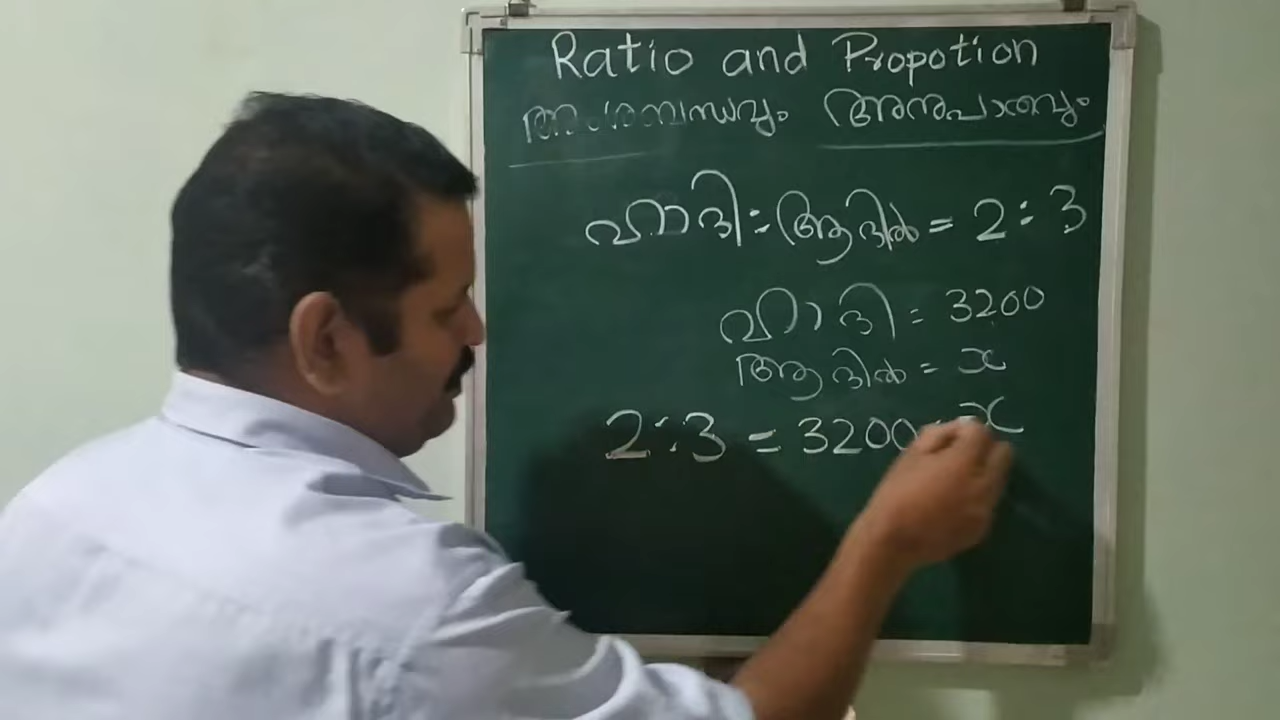 Ratio and Propotion
അംശബന്ധവും അനുപാതവും
ഹാദി : ആദിൽ = 2 : 3
ഹാദി = 3200
ആദിൽ = x
2 : 3 = 3200 : x